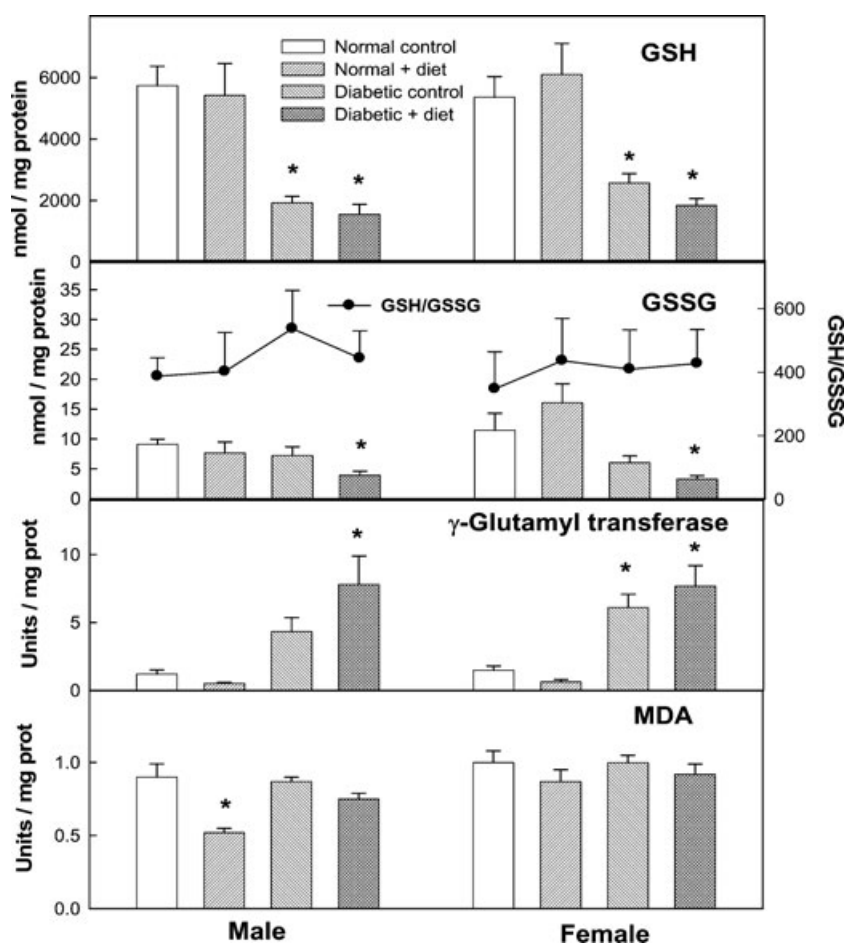 Normal control
Normal + diet
Diabetic control
Diabetic + diet
GSH
nmol / mg protein
6000
4000
2000
0
* * * *
GSH/GSSG
GSSG
nmol / mg protein
35
30
25
20
15
10
5
0
* *
600
400
200
0
GSH/GSSG
γ-Glutamyl transferase
Units / mg prot
10
5
0
* * *
MDA
Units / mg prot
1.0
0.5
0.0
*
Male Female